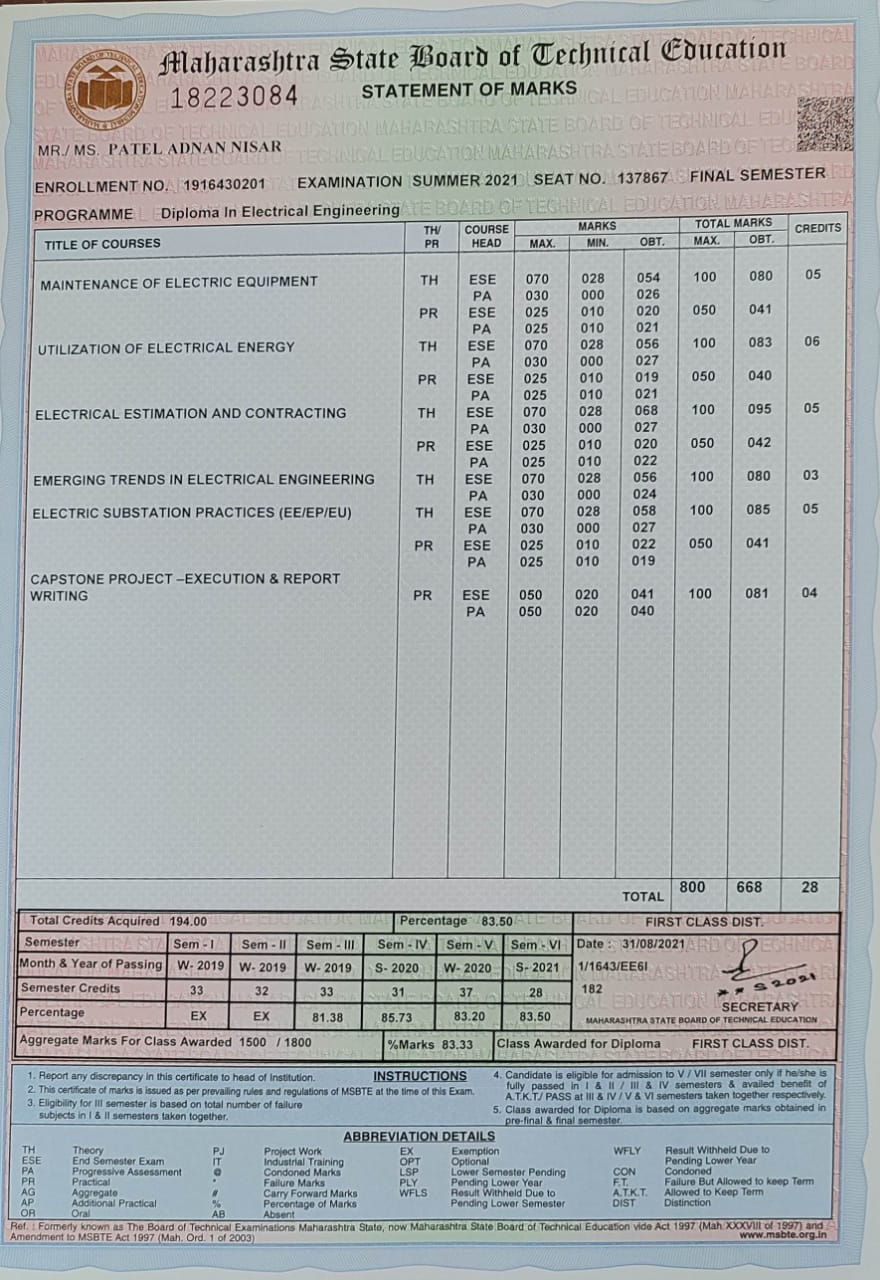 Maharashtra State Board of Technical Education
18223084 STATEMENT OF MARKS
MR./ MS. PATEL ADNAN NISAR
ENROLLMENT NO. 1916430201 EXAMINATION SUMMER 2021 SEAT NO. 137867 FINAL SEMESTER
PROGRAMME Diploma In Electrical Engineering
TITLE OF COURSES TH/ PR COURSE HEAD MARKS MAX. MIN. OBT. TOTAL MARKS MAX. OBT. CREDITS
MAINTENANCE OF ELECTRIC EQUIPMENT TH ESE 070 028 054 100 080 05
PA 030 000 026
PR ESE 025 010 020 050 041
PA 025 010 021
UTILIZATION OF ELECTRICAL ENERGY TH ESE 070 028 056 100 083 06
PA 030 000 027
PR ESE 025 010 019 050 040
PA 025 010 021
ELECTRICAL ESTIMATION AND CONTRACTING TH ESE 070 028 068 100 095 05
PA 030 000 027
PR ESE 025 010 020 050 042
PA 025 010 022
EMERGING TRENDS IN ELECTRICAL ENGINEERING TH ESE 070 028 056 100 080 03
PA 030 000 024
ELECTRIC SUBSTATION PRACTICES (EE/EP/EU) TH ESE 070 028 058 100 085 05
PA 030 000 027
PR ESE 025 010 022 050 041
PA 025 010 019
CAPSTONE PROJECT –EXECUTION & REPORT
WRITING PR ESE 050 020 041 100 081 04
PA 050 020 040
TOTAL 800 668 28
Total Credits Acquired 194.00 Percentage 83.50 FIRST CLASS DIST.
Semester Sem - I Sem - II Sem - III Sem - IV Sem - V Sem - VI Date : 31/08/2021
Month & Year of Passing W- 2019 W- 2019 W- 2019 S- 2020 W- 2020 S- 2021 1/1643/EE6I
Semester Credits 33 32 33 31 37 28 182
SECRETARY
Percentage EX EX 81.38 85.73 83.20 83.50 MAHARASHTRA STATE BOARD OF TECHNICAL EDUCATION
Aggregate Marks For Class Awarded 1500 / 1800 %Marks 83.33 Class Awarded for Diploma FIRST CLASS DIST.
INSTRUCTIONS
1. Report any discrepancy in this certificate to head of Institution.
2. This certificate of marks is issued as per prevailing rules and regulations of MSBTE at the time of this Exam.
3. Eligibility for III semester is based on total number of failure
subjects in I & II semesters taken together.
4. Candidate is eligible for admission to V / VII semester only if he/she is
fully passed in I & II / III & IV semesters & availed benefit of
A.T.K.T./ PASS at III & IV / V & VI semesters taken together respectively.
5. Class awarded for Diploma is based on aggregate marks obtained in
pre-final & final semester.
ABBREVIATION DETAILS
TH Theory PJ Project Work EX Exemption WFLY Result Withheld Due to
ESE End Semester Exam IT Industrial Training OPT Optional Pending Lower Year
PA Progressive Assessment @ Condoned Marks LSP Lower Semester Pending CON Condoned
PR Practical * Failure Marks PLY Pending Lower Year F.T. Failure But Allowed to keep Term
AG Aggregate # Carry Forward Marks WFLS Result Withheld Due to A.T.K.T. Allowed to Keep Term
AP Additional Practical % Percentage of Marks Pending Lower Semester DIST Distinction
OR Oral AB Absent
Ref. : Formerly known as The Board of Technical Examinations Maharashtra State, now Maharashtra State Board of Technical Education vide Act 1997 (Mah. XXXVIII of 1997) and
Amendment to MSBTE Act 1997 (Mah. Ord. 1 of 2003) www.msbte.org.in